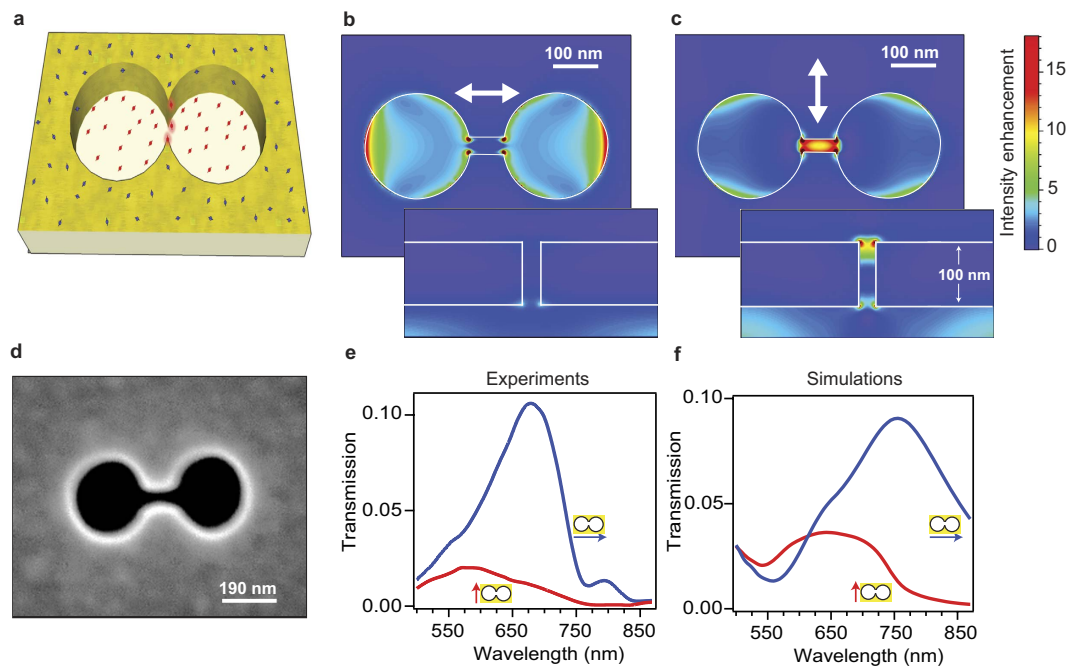 a
b
100 nm
c
100 nm
100 nm
15
10
5
0
Intensity enhancement
d
190 nm
e
Experiments
0.10
0.05
0.00
Transmission
550
650
750
850
Wavelength (nm)
f
Simulations
0.10
0.05
0.00
Transmission
550
650
750
850
Wavelength (nm)